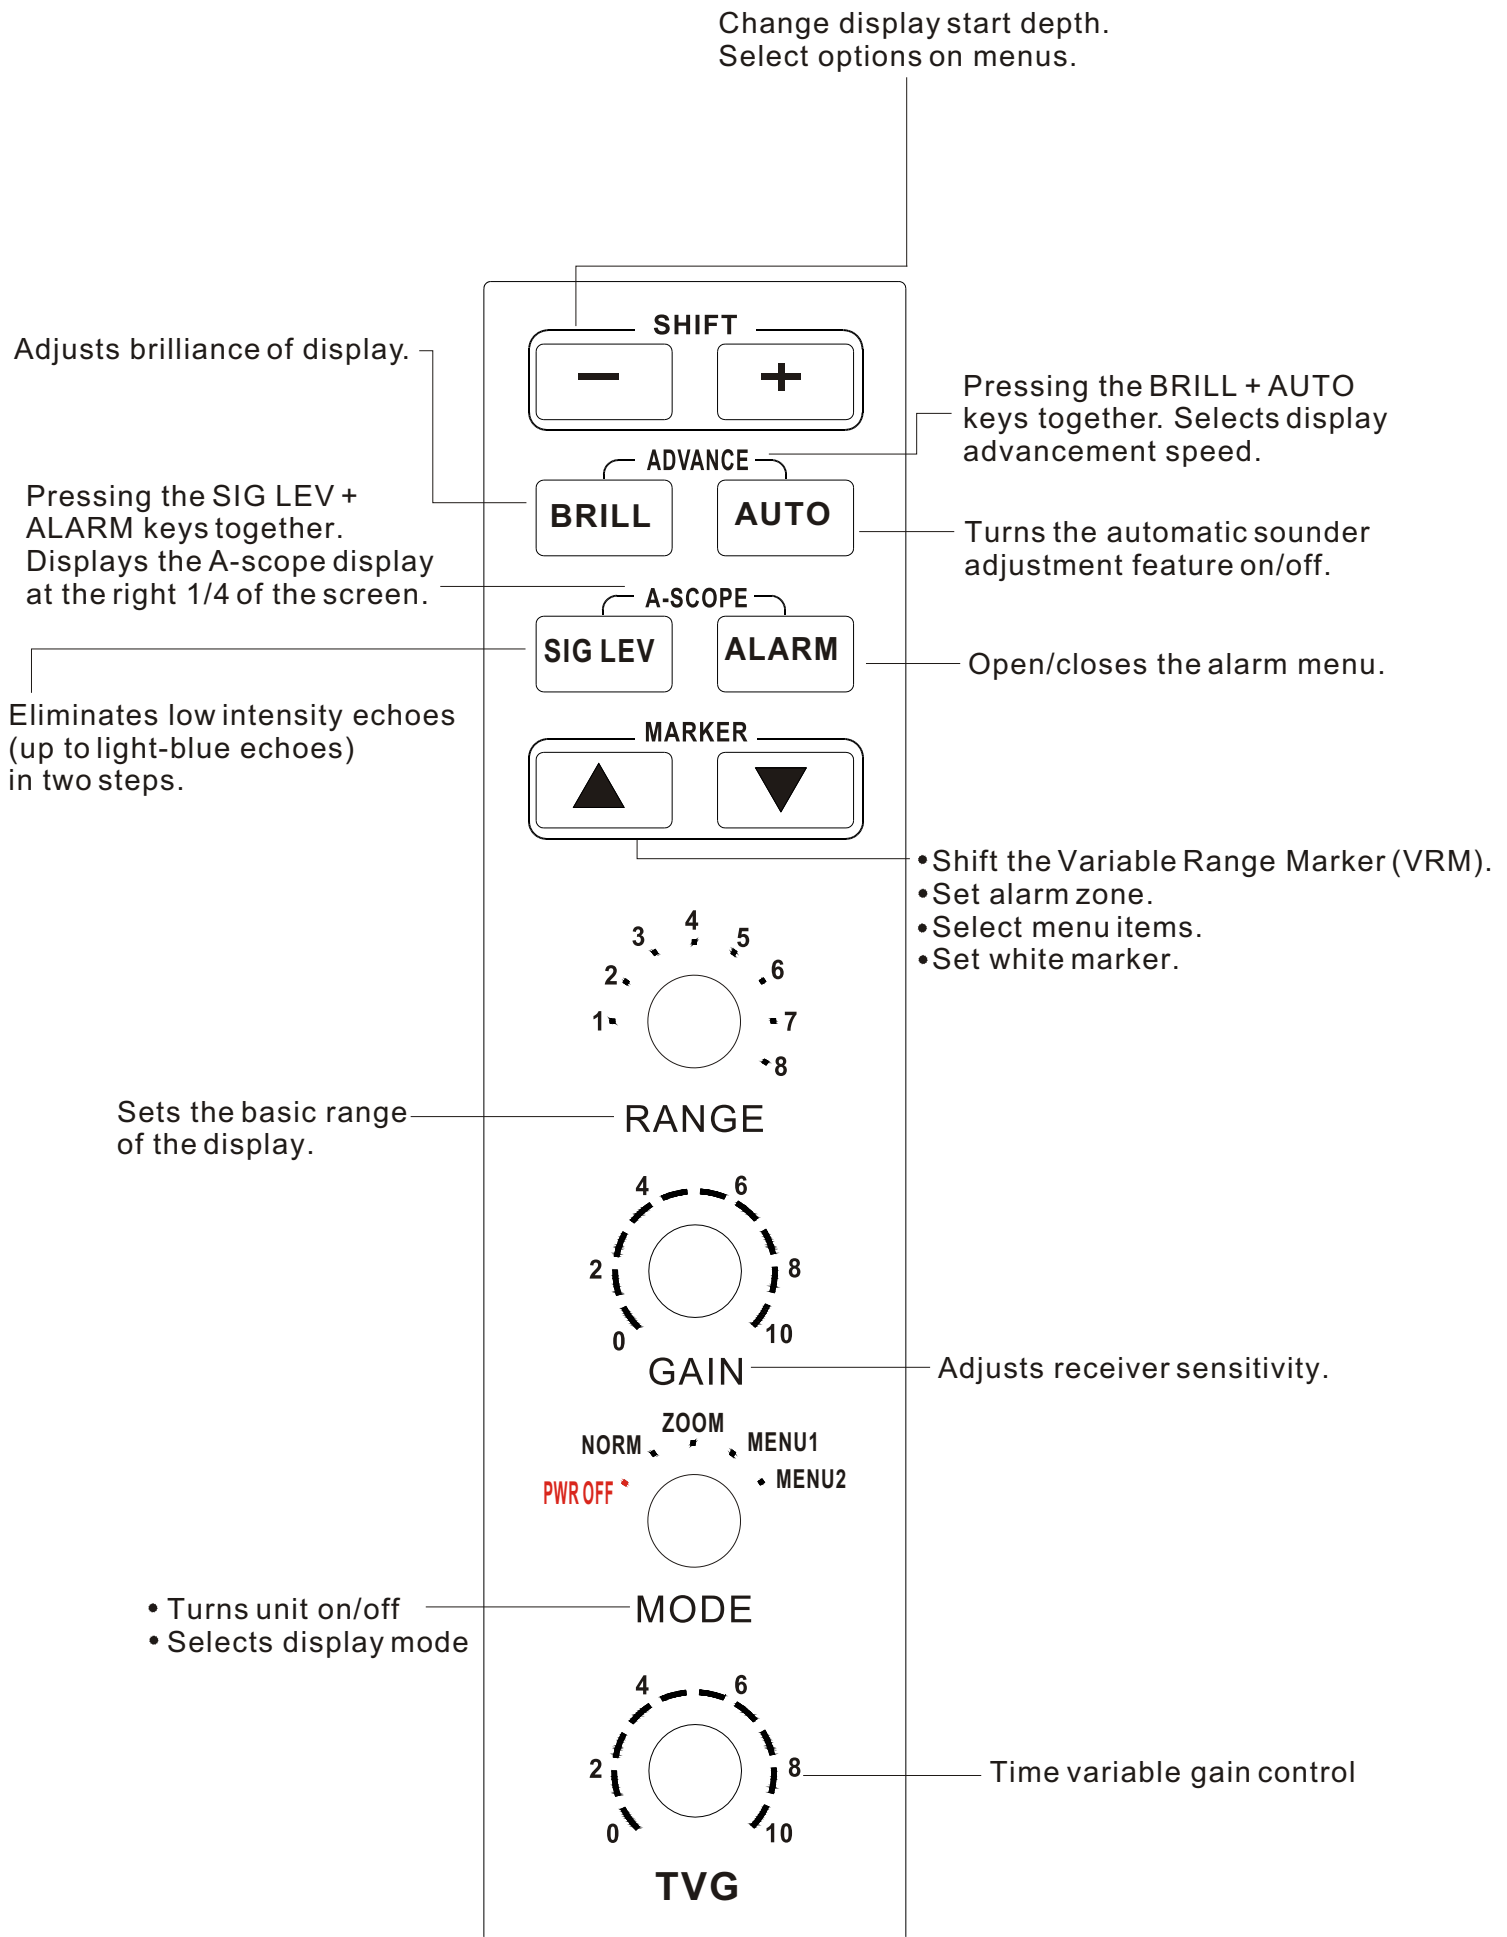 Change display start depth.
Select options on menus.
SHIFT
Adjusts brilliance of display.
− +
Pressing the BRILL + AUTO
keys together. Selects display
advancement speed.
ADVANCE
BRILL AUTO
Pressing the SIG LEV +
ALARM keys together.
Displays the A-scope display
at the right 1/4 of the screen.
Turns the automatic sounder
adjustment feature on/off.
A-SCOPE
SIG LEV ALARM
Open/closes the alarm menu.
Eliminates low intensity echoes
(up to light-blue echoes)
in two steps.
MARKER
▲ ▼
•Shift the Variable Range Marker (VRM).
•Set alarm zone.
•Select menu items.
•Set white marker.
1 2 3 4 5 6 7 8
Sets the basic range
of the display.
RANGE
0 2 4 6 8 10
GAIN
Adjusts receiver sensitivity.
PWR OFF NORM ZOOM MENU1 MENU2
• Turns unit on/off
• Selects display mode
MODE
0 2 4 6 8 10
Time variable gain control
TVG